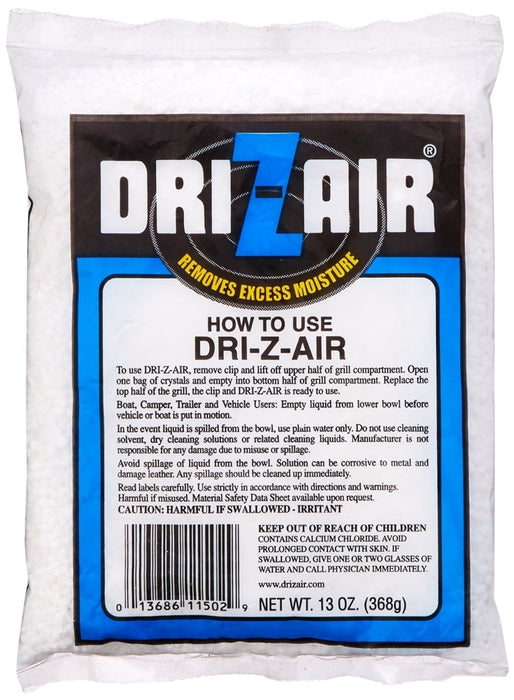 DRI-Z-AIR®
REMOVES EXCESS MOISTURE
HOW TO USE
DRI-Z-AIR
To use DRI-Z-AIR, remove clip and lift off upper half of grill compartment. Open
one bag of crystals and empty into bottom half of grill compartment. Replace the
top half of the grill, the clip and DRI-Z-AIR is ready to use.
Boat, Camper, Trailer and Vehicle Users: Empty liquid from lower bowl before
vehicle or boat is put in motion.
In the event liquid is spilled from the bowl, use plain water only. Do not use cleaning
solvent, dry cleaning solutions or related cleaning liquids. Manufacturer is not
responsible for any damage due to misuse or spillage.
Avoid spillage of liquid from the bowl. Solution can be corrosive to metal and
damage leather. Any spillage should be cleaned up immediately.
Read labels carefully. Use strictly in accordance with directions and warnings.
Harmful if misused. Material Safety Data Sheet available upon request.
CAUTION: HARMFUL IF SWALLOWED - IRRITANT
KEEP OUT OF REACH OF CHILDREN
CONTAINS CALCIUM CHLORIDE. AVOID
PROLONGED CONTACT WITH SKIN. IF
SWALLOWED, GIVE ONE OR TWO GLASSES OF
WATER AND CALL PHYSICIAN IMMEDIATELY.
www.drizair.com
0 13686 11502 9
NET WT. 13 OZ. (368g)